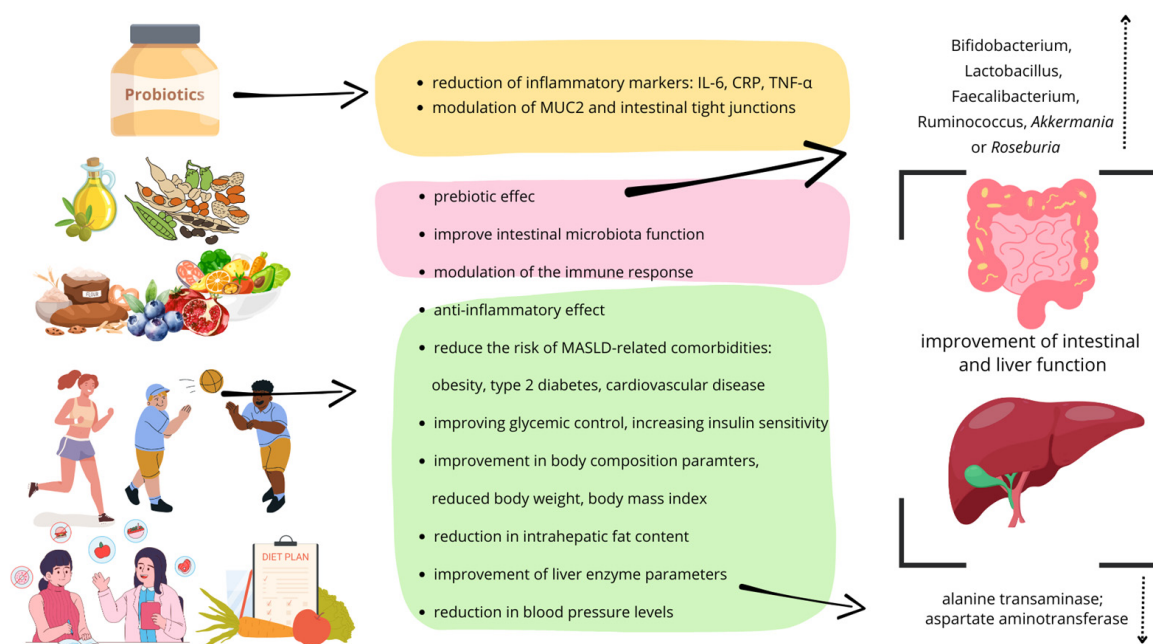 Probiotics
• reduction of inflammatory markers: IL-6, CRP, TNF-α
• modulation of MUC2 and intestinal tight junctions
• prebiotic effec
• improve intestinal microbiota function
• modulation of the immune response
• anti-inflammatory effect
• reduce the risk of MASLD-related comorbidities:
obesity, type 2 diabetes, cardiovascular disease
• improving glycemic control, increasing insulin sensitivity
• improvement in body composition paramters,
reduced body weight, body mass index
• reduction in intrahepatic fat content
• improvement of liver enzyme parameters
• reduction in blood pressure levels
Bifidobacterium,
Lactobacillus,
Faecalibacterium,
Ruminococcus, Akkermania
or Roseburia
improvement of intestinal
and liver function
alanine transaminase;
aspartate aminotransferase
FLOUR
DIET PLAN